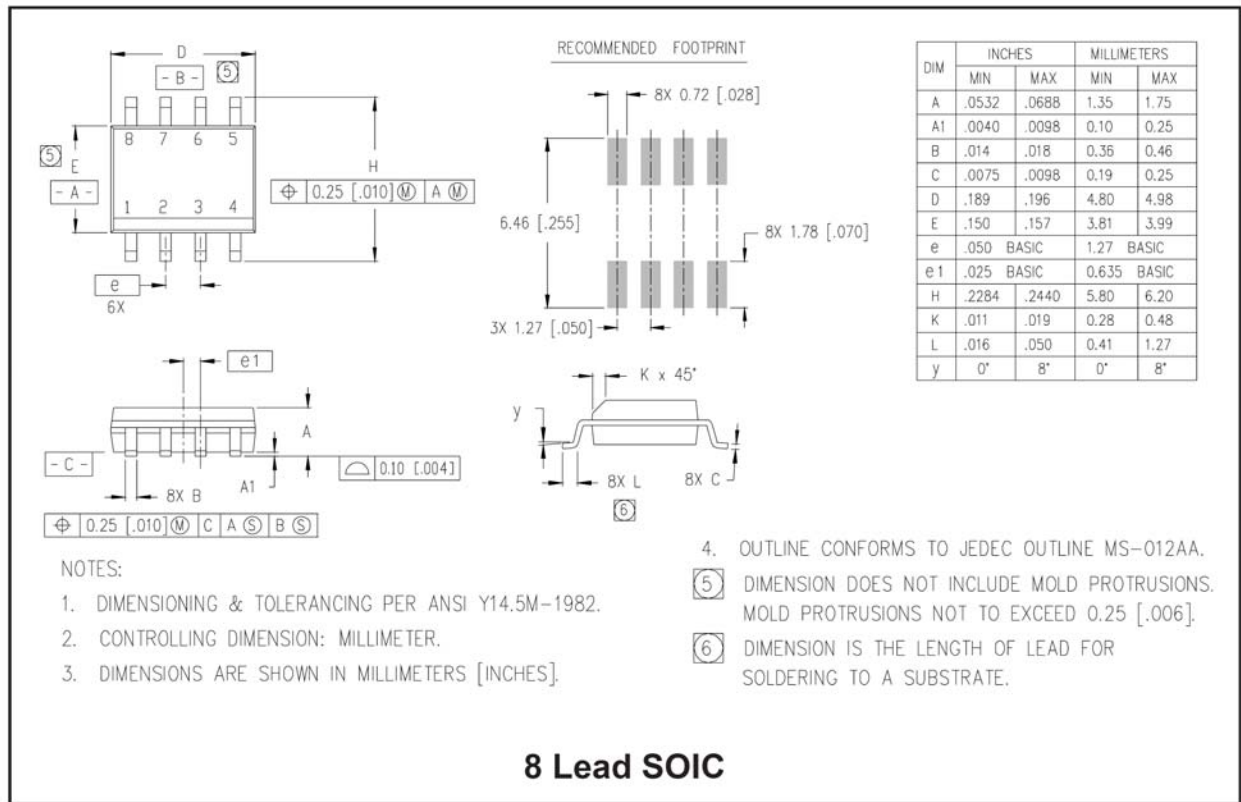 D
- B - 5
8 7 6 5
5 E
- A -
H
1 2 3 4
⌖ 0.25 [.010] Ⓜ A Ⓜ
e
6X
RECOMMENDED FOOTPRINT
8X 0.72 [.028]
6.46 [.255]
8X 1.78 [.070]
3X 1.27 [.050]
DIM INCHES MILLIMETERS
MIN MAX MIN MAX
A .0532 .0688 1.35 1.75
A1 .0040 .0098 0.10 0.25
B .014 .018 0.36 0.46
C .0075 .0098 0.19 0.25
D .189 .196 4.80 4.98
E .150 .157 3.81 3.99
e .050 BASIC 1.27 BASIC
e1 .025 BASIC 0.635 BASIC
H .2284 .2440 5.80 6.20
K .011 .019 0.28 0.48
L .016 .050 0.41 1.27
y 0° 8° 0° 8°
e1
A
- C -
A1
⌓ 0.10 [.004]
8X B
⌖ 0.25 [.010] Ⓜ C A Ⓢ B Ⓢ
K x 45°
y
8X L
6
8X C
NOTES:
1. DIMENSIONING & TOLERANCING PER ANSI Y14.5M-1982.
2. CONTROLLING DIMENSION: MILLIMETER.
3. DIMENSIONS ARE SHOWN IN MILLIMETERS [INCHES].
4. OUTLINE CONFORMS TO JEDEC OUTLINE MS-012AA.
5 DIMENSION DOES NOT INCLUDE MOLD PROTRUSIONS.
MOLD PROTRUSIONS NOT TO EXCEED 0.25 [.006].
6 DIMENSION IS THE LENGTH OF LEAD FOR
SOLDERING TO A SUBSTRATE.
8 Lead SOIC